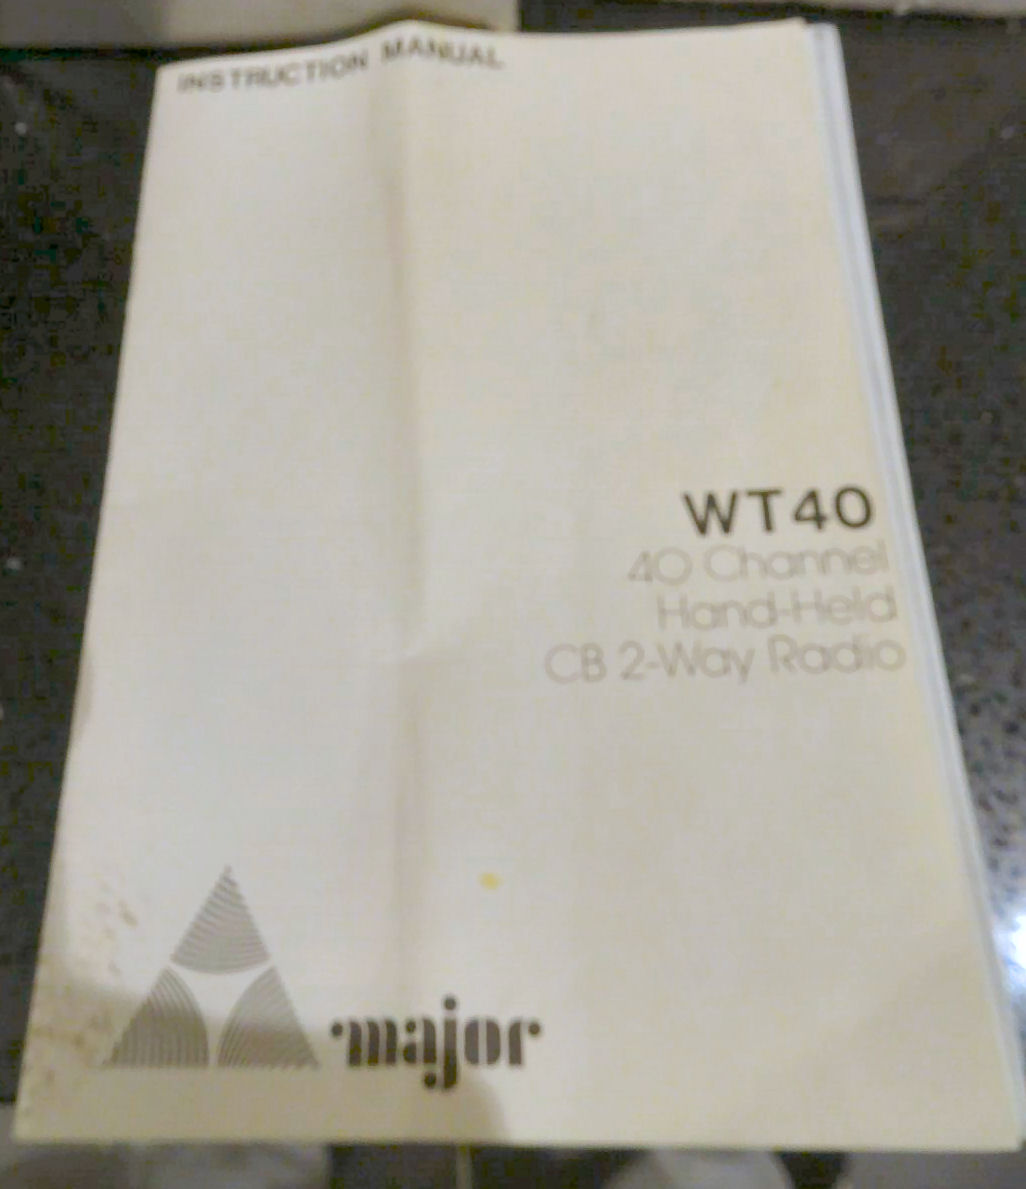 INSTRUCTION MANUAL
WT40
40 Channel
Hand-Held
CB 2-Way Radio
major